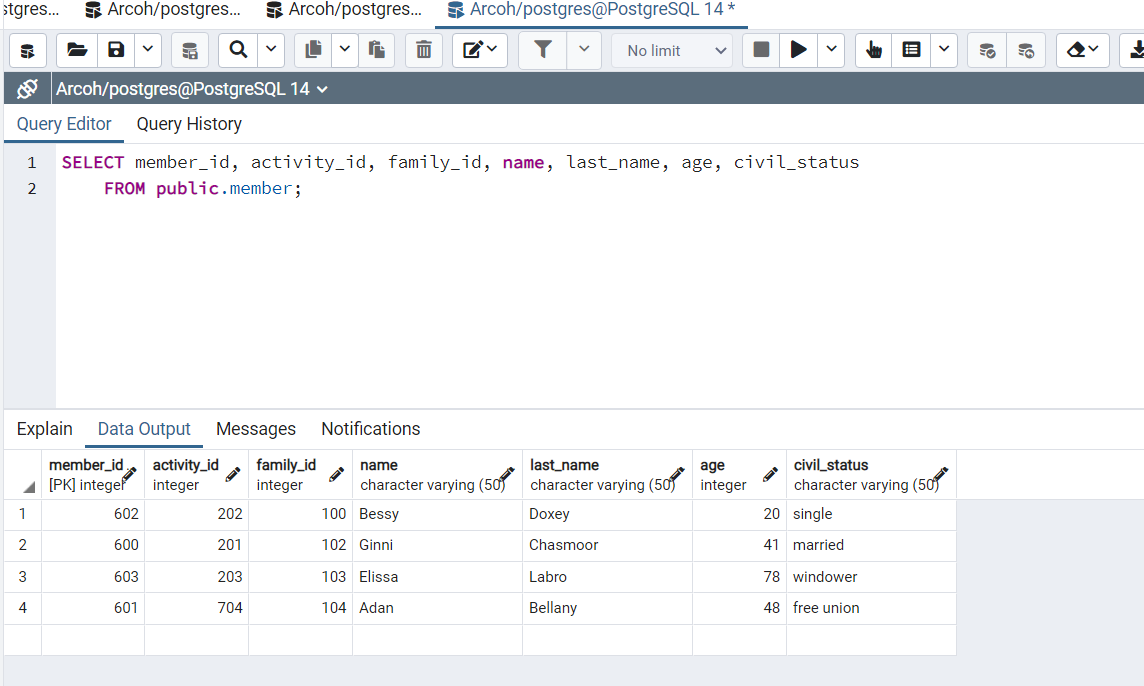 stgres... Arcoh/postgres... Arcoh/postgres... Arcoh/postgres@PostgreSQL 14 *
No limit
Arcoh/postgres@PostgreSQL 14
Query Editor Query History
1 SELECT member_id, activity_id, family_id, name, last_name, age, civil_status
2 FROM public.member;
Explain Data Output Messages Notifications
member_id activity_id family_id name last_name age civil_status
[PK] integer integer integer character varying (50) character varying (50) integer character varying (50)
1 602 202 100 Bessy Doxey 20 single
2 600 201 102 Ginni Chasmoor 41 married
3 603 203 103 Elissa Labro 78 windower
4 601 704 104 Adan Bellany 48 free union